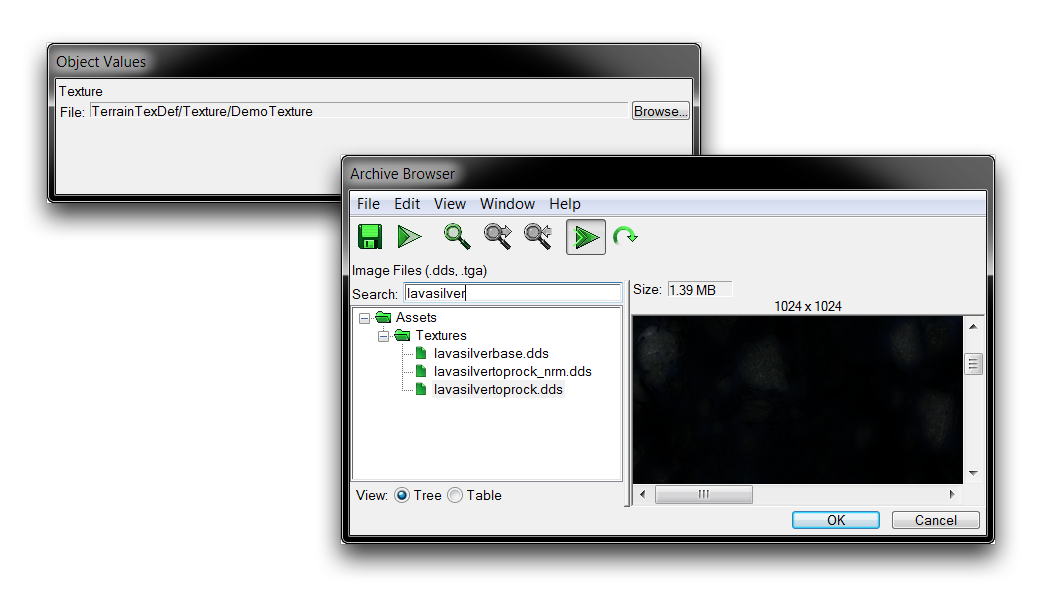 Object Values
Texture
File: TerrainTexDef/Texture/DemoTexture Browse...
Archive Browser
File Edit View Window Help
Image Files (.dds, .tga)
Search: lavasilver
Size: 1.39 MB
1024 x 1024
Assets
Textures
lavasilverbase.dds
lavasilvertoprock_nrm.dds
lavasilvertoprock.dds
View: Tree Table
OK Cancel